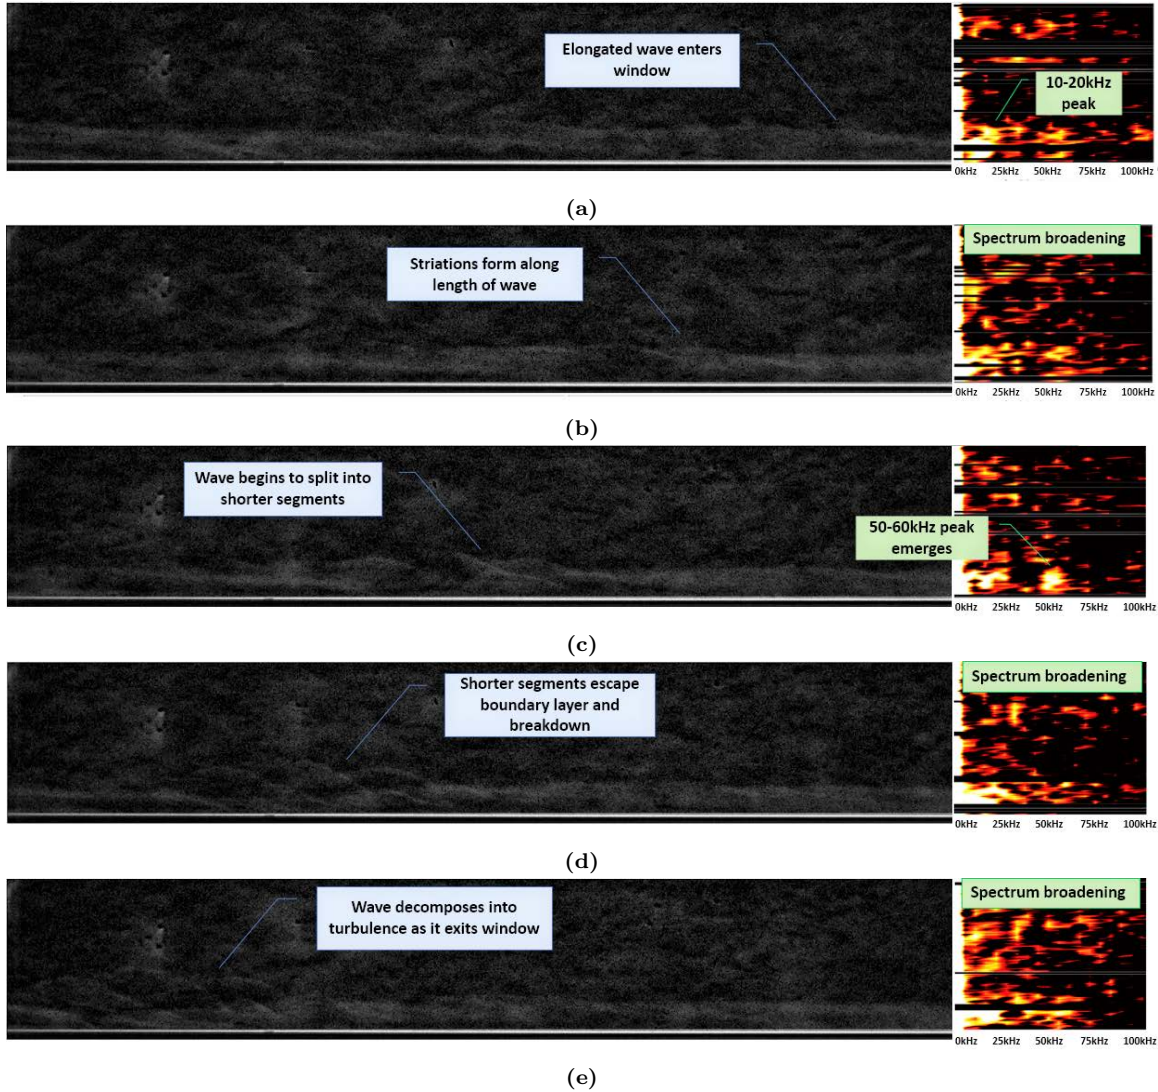 Elongated wave enters
window
10-20kHz
peak
0kHz 25kHz 50kHz 75kHz 100kHz
(a)
Striations form along
length of wave
Spectrum broadening
0kHz 25kHz 50kHz 75kHz 100kHz
(b)
Wave begins to split into
shorter segments
50-60kHz peak
emerges
0kHz 25kHz 50kHz 75kHz 100kHz
(c)
Shorter segments escape
boundary layer and
breakdown
Spectrum broadening
0kHz 25kHz 50kHz 75kHz 100kHz
(d)
Wave decomposes into
turbulence as it exits window
Spectrum broadening
0kHz 25kHz 50kHz 75kHz 100kHz
(e)